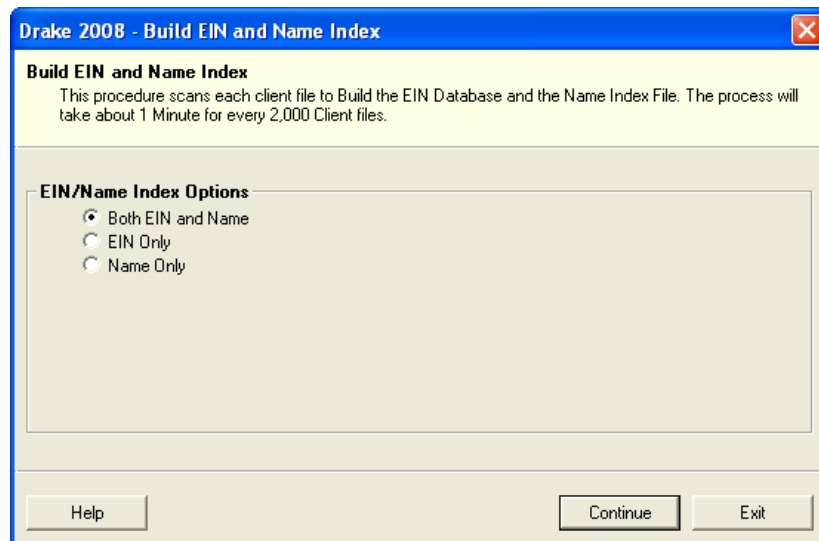 Drake 2008 - Build EIN and Name Index
Build EIN and Name Index
This procedure scans each client file to Build the EIN Database and the Name Index File. The process will
take about 1 Minute for every 2,000 Client files.
EIN/Name Index Options
Both EIN and Name
EIN Only
Name Only
Help
Continue
Exit